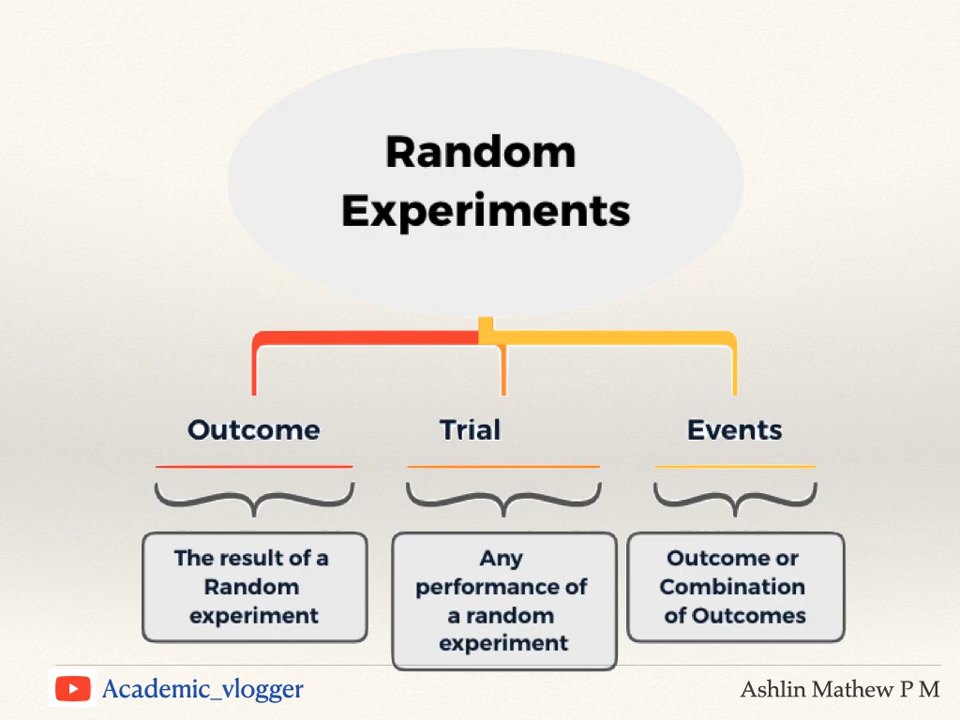 Random
Experiments
Outcome
Trial
Events
The result of a
Random
experiment
Any
performance of
a random
experiment
Outcome or
Combination
of Outcomes
Academic_vlogger
Ashlin Mathew P M